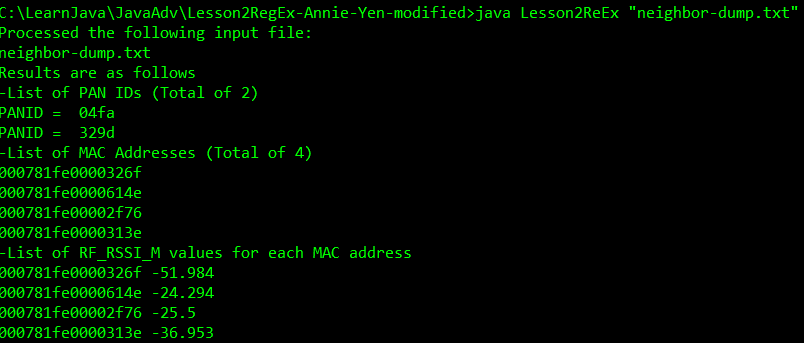 C:\LearnJava\JavaAdv\Lesson2RegEx-Annie-Yen-modified>java Lesson2ReEx "neighbor-dump.txt"
Processed the following input file:
neighbor-dump.txt
Results are as follows
-List of PAN IDs (Total of 2)
PANID =  04fa
PANID =  329d
-List of MAC Addresses (Total of 4)
000781fe0000326f
000781fe0000614e
000781fe00002f76
000781fe0000313e
-List of RF_RSSI_M values for each MAC address
000781fe0000326f -51.984
000781fe0000614e -24.294
000781fe00002f76 -25.5
000781fe0000313e -36.953